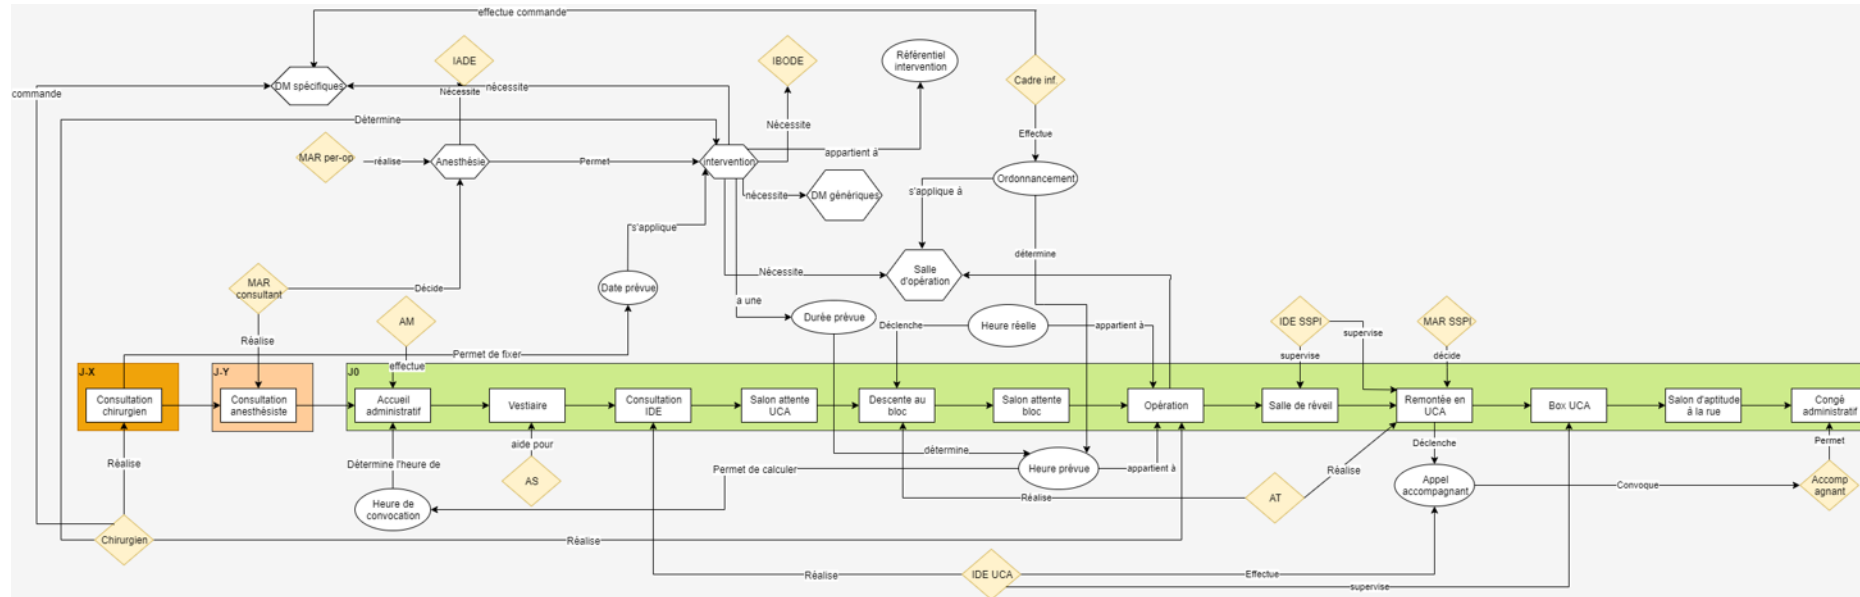 effectue commande
IADE
IBODE
Référentiel
intervention
Cadre inf.
DM spécifiques
Nécessite
nécessite
commande
Détermine
Nécessite
Effectue
MAR per-op
réalise
Anesthésie
Permet
intervention
appartient à
Ordonnancement
nécessite
DM génériques
s'applique à
s'applique
détermine
MAR
consultant
Décide
Date prévue
Nécessite
Salle
d'opération
a une
AM
Durée prévue
Déclenche
Heure réelle
appartient à
IDE SSPI
supervise
MAR SSPI
Réalise
Permet de fixer
supervise
décide
effectue
J-X
J-Y
J0
Consultation
chirurgien
Consultation
anesthésiste
Accueil
administratif
Vestiaire
Consultation
IDE
Salon attente
UCA
Descente au
bloc
Salon attente
bloc
Opération
Salle de réveil
Remontée en
UCA
Box UCA
Salon d'aptitude
à la rue
Congé
administratif
Réalise
Détermine l'heure de
aide pour
détermine
Déclenche
Permet
Permet de calculer
Heure prévue
appartient à
Réalise
AS
Heure de
convocation
Réalise
AT
Appel
accompagnant
Convoque
Accomp
agnant
Chirurgien
Réalise
Réalise
IDE UCA
Effectue
supervise